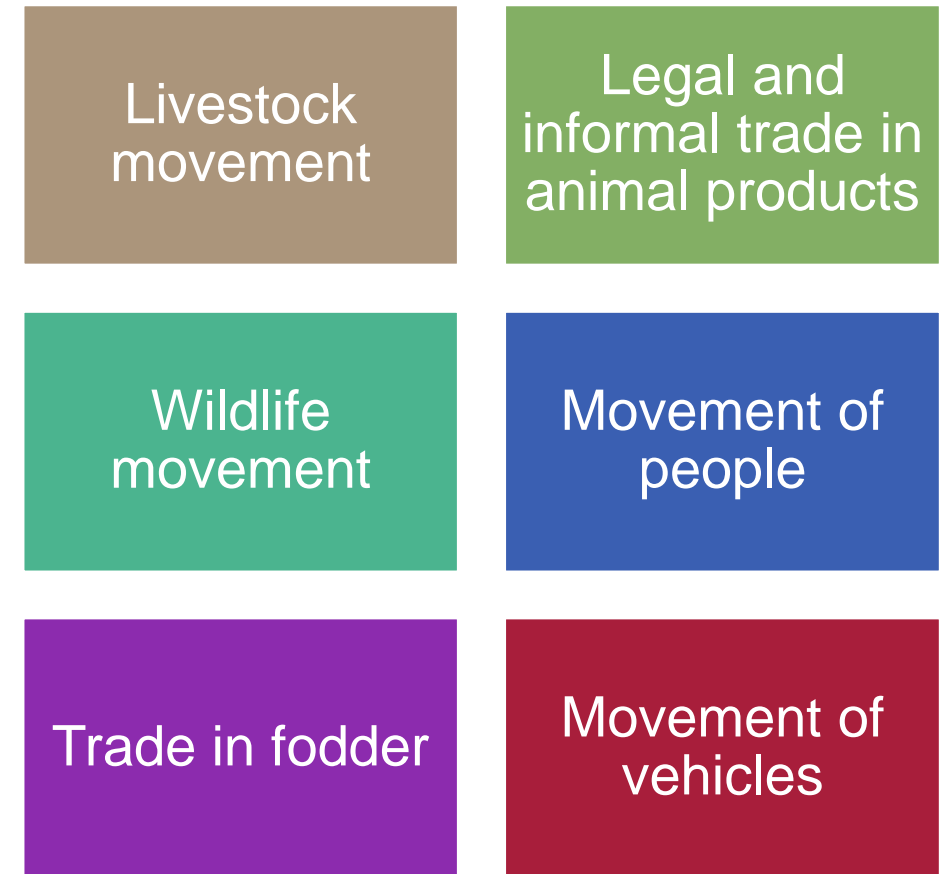 Livestock
movement
Legal and
informal trade in
animal products
Wildlife
movement
Movement of
people
Trade in fodder
Movement of
vehicles